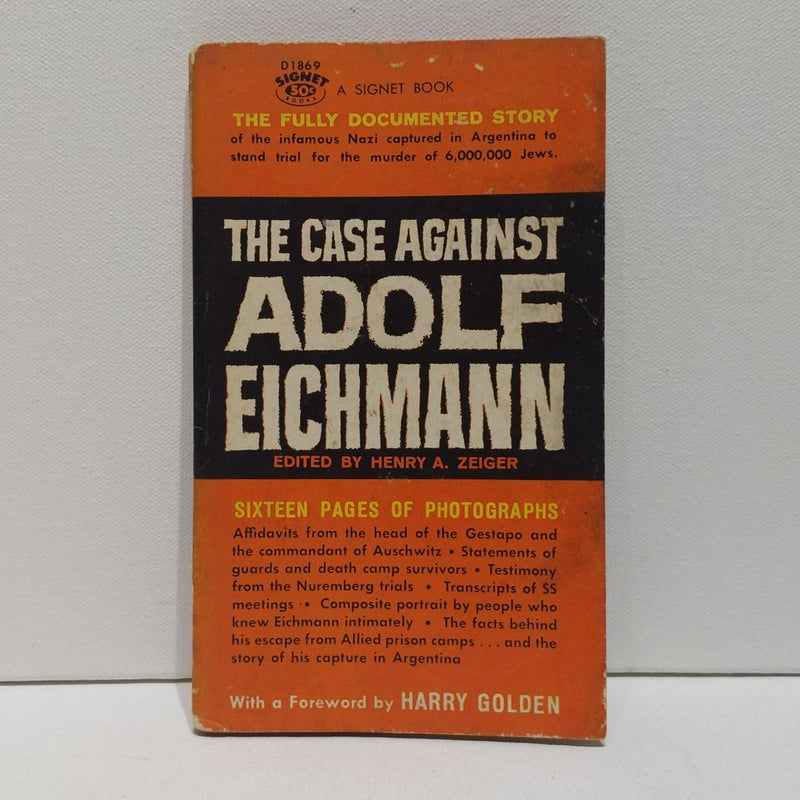 D1869
SIGNET
50¢
BOOKS
A SIGNET BOOK
THE FULLY DOCUMENTED STORY
of the infamous Nazi captured in Argentina to
stand trial for the murder of 6,000,000 Jews.
THE CASE AGAINST
ADOLF
EICHMANN
EDITED BY HENRY A. ZEIGER
SIXTEEN PAGES OF PHOTOGRAPHS
Affidavits from the head of the Gestapo and
the commandant of Auschwitz • Statements of
guards and death camp survivors • Testimony
from the Nuremberg trials • Transcripts of SS
meetings • Composite portrait by people who
knew Eichmann intimately • The facts behind
his escape from Allied prison camps . . . and the
story of his capture in Argentina
With a Foreword by HARRY GOLDEN